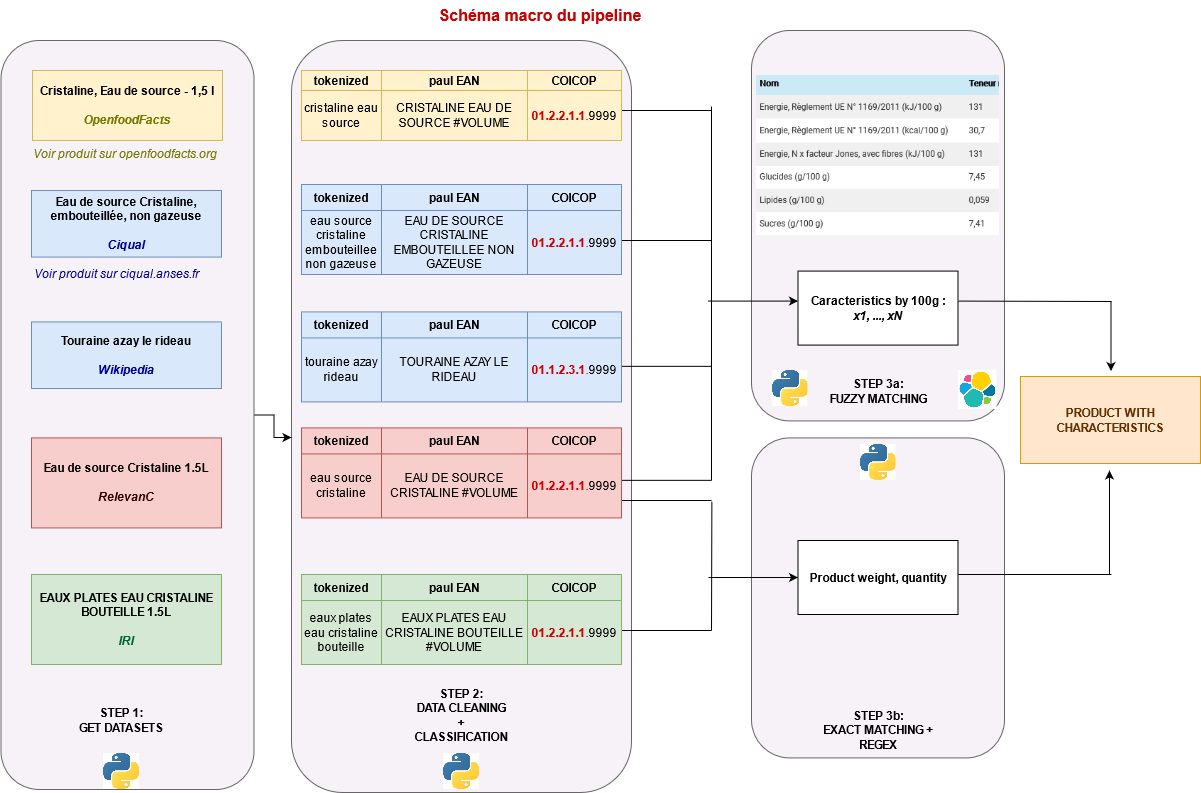 Schéma macro du pipeline
Cristaline, Eau de source - 1,5 l
OpenfoodFacts
Voir produit sur openfoodfacts.org
Eau de source Cristaline,
embouteillée, non gazeuse
Ciqual
Voir produit sur ciqual.anses.fr
Touraine azay le rideau
Wikipedia
Eau de source Cristaline 1.5L
RelevanC
EAUX PLATES EAU CRISTALINE
BOUTEILLE 1.5L
IRI
STEP 1:
GET DATASETS
tokenized paul EAN COICOP
cristaline eau
source
CRISTALINE EAU DE
SOURCE #VOLUME
01.2.2.1.1.9999
tokenized paul EAN COICOP
eau source
cristaline
embouteillee
non gazeuse
EAU DE SOURCE
CRISTALINE
EMBOUTEILLEE NON
GAZEUSE
01.2.2.1.1.9999
tokenized paul EAN COICOP
touraine azay
rideau
TOURAINE AZAY LE
RIDEAU
01.1.2.3.1.9999
tokenized paul EAN COICOP
eau source
cristaline
EAU DE SOURCE
CRISTALINE #VOLUME
01.2.2.1.1.9999
tokenized paul EAN COICOP
eaux plates
eau cristaline
bouteille
EAUX PLATES EAU
CRISTALINE BOUTEILLE
#VOLUME
01.2.2.1.1.9999
STEP 2:
DATA CLEANING
+
CLASSIFICATION
Nom Teneur
Energie, Règlement UE N° 1169/2011 (kJ/100 g) 131
Energie, Règlement UE N° 1169/2011 (kcal/100 g) 30,7
Energie, N x facteur Jones, avec fibres (kJ/100 g) 131
Glucides (g/100 g) 7,45
Lipides (g/100 g) 0,059
Sucres (g/100 g) 7,41
Caracteristics by 100g :
x1, ..., xN
STEP 3a:
FUZZY MATCHING
Product weight, quantity
STEP 3b:
EXACT MATCHING +
REGEX
PRODUCT WITH
CHARACTERISTICS